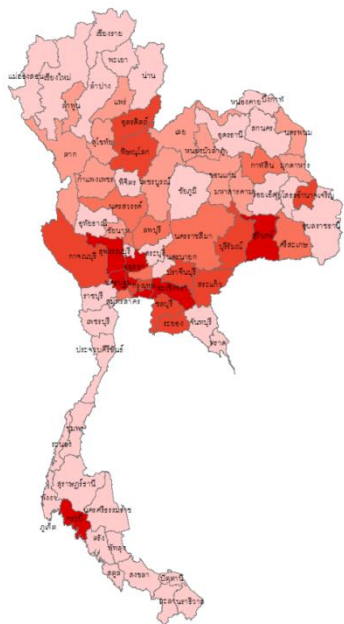 เชียงราย
พะเยา
แม่ฮ่องสอน
เชียงใหม่
น่าน
ลำปาง
ลำพูน
แพร่
อุตรดิตถ์
สุโขทัย
ตาก
พิษณุโลก
เลย
หนองคาย
บึงกาฬ
อุดรธานี
สกลนคร
นครพนม
หนองบัวลำภู
กาฬสินธุ์
มุกดาหาร
ขอนแก่น
กำแพงเพชร
พิจิตร
เพชรบูรณ์
ชัยภูมิ
มหาสารคาม
นครสวรรค์
อุทัยธานี
ชัยนาท
ลพบุรี
นครราชสีมา
บุรีรัมย์
สุรินทร์
ศรีสะเกษ
อุบลราชธานี
กาญจนบุรี
สุพรรณบุรี
สระบุรี
นครนายก
ปราจีนบุรี
สระแก้ว
ราชบุรี
ชลบุรี
ระยอง
จันทบุรี
ตราด
เพชรบุรี
ประจวบคีรีขันธ์
ชุมพร
ระนอง
สุราษฎร์ธานี
พังงา
นครศรีธรรมราช
ภูเก็ต
ตรัง
พัทลุง
สตูล
สงขลา
ปัตตานี
ยะลา
นราธิวาส